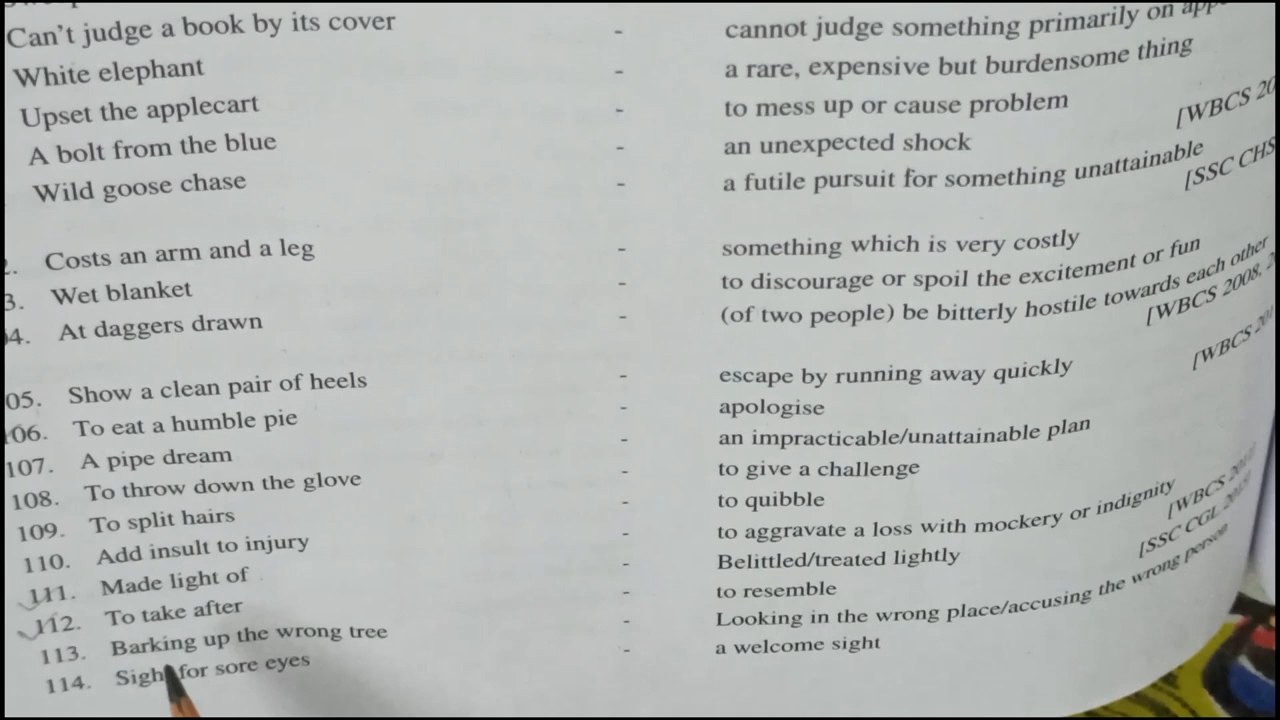 Can't judge a book by its cover - cannot judge something primarily on
White elephant - a rare, expensive but burdensome thing
Upset the applecart - to mess up or cause problem
[WBCS 20
A bolt from the blue - an unexpected shock
Wild goose chase - a futile pursuit for something unattainable
[SSC CHS
2. Costs an arm and a leg - something which is very costly
3. Wet blanket - to discourage or spoil the excitement or fun
04. At daggers drawn - (of two people) be bitterly hostile towards each other
[WBCS 2008,
[WBCS 201
05. Show a clean pair of heels - escape by running away quickly
106. To eat a humble pie - apologise
107. A pipe dream - an impracticable/unattainable plan
108. To throw down the glove - to give a challenge
109. To split hairs - to quibble
110. Add insult to injury - to aggravate a loss with mockery or indignity
[WBCS
111. Made light of - Belittled/treated lightly
[SSC CGL
112. To take after - to resemble
113. Barking up the wrong tree - Looking in the wrong place/accusing the wrong person
114. Sight for sore eyes - a welcome sight